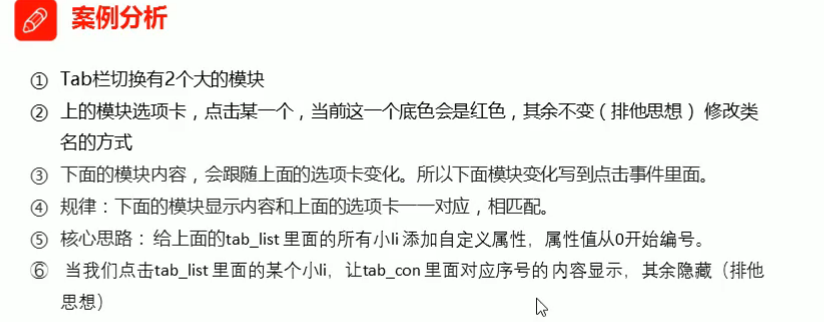 案例分析
① Tab栏切换有2个大的模块
② 上的模块选项卡，点击某一个，当前这一个底色会是红色，其余不变（排他思想） 修改类
名的方式
③ 下面的模块内容，会跟随上面的选项卡变化。所以下面模块变化写到点击事件里面。
④ 规律：下面的模块显示内容和上面的选项卡一一对应，相匹配。
⑤ 核心思路： 给上面的tab_list 里面的所有小li 添加自定义属性，属性值从0开始编号。
⑥ 当我们点击tab_list 里面的某个小li，让tab_con 里面对应序号的 内容显示，其余隐藏（排他
思想）